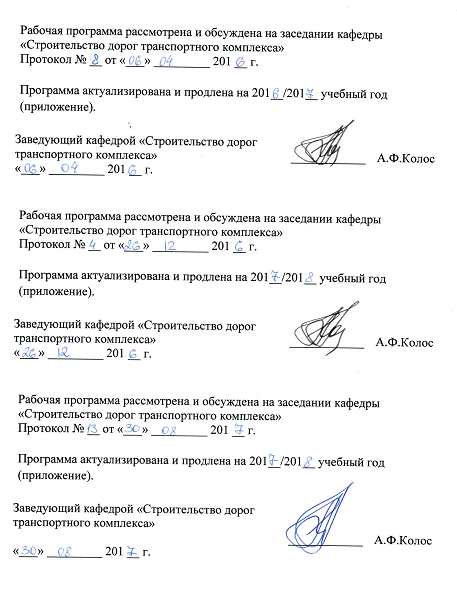 Рабочая программа рассмотрена и обсуждена на заседании кафедры
«Строительство дорог транспортного комплекса»
Протокол № 8 от «06» 04 2016 г.
Программа актуализирована и продлена на 2016/2017 учебный год
(приложение).
Заведующий кафедрой «Строительство дорог
транспортного комплекса» А.Ф.Колос
«06» 04 2016 г.
Рабочая программа рассмотрена и обсуждена на заседании кафедры
«Строительство дорог транспортного комплекса»
Протокол № 4 от «26» 12 2016 г.
Программа актуализирована и продлена на 2017/2018 учебный год
(приложение).
Заведующий кафедрой «Строительство дорог
транспортного комплекса» А.Ф.Колос
«26» 12 2016 г.
Рабочая программа рассмотрена и обсуждена на заседании кафедры
«Строительство дорог транспортного комплекса»
Протокол № 13 от «30» 08 2017 г.
Программа актуализирована и продлена на 2017/2018 учебный год
(приложение).
Заведующий кафедрой «Строительство дорог
транспортного комплекса»
А.Ф.Колос
«30» 08 2017 г.